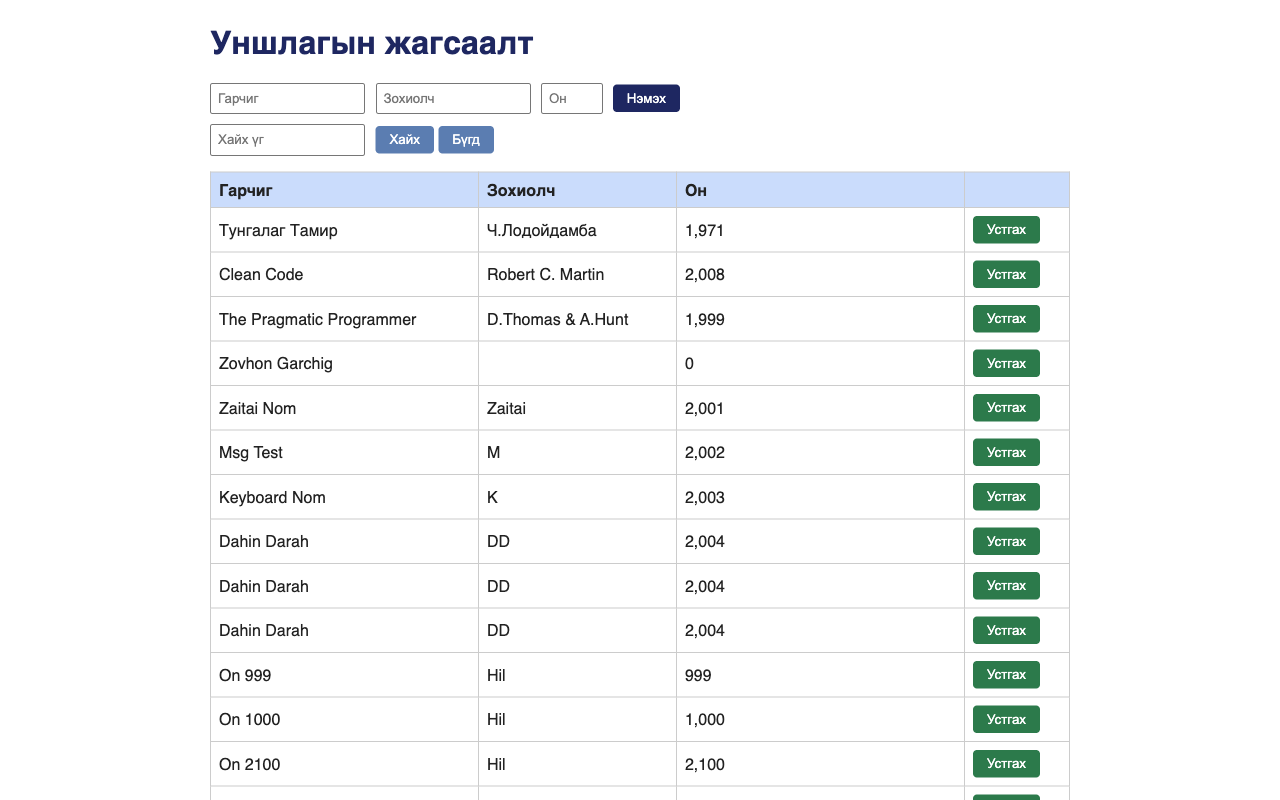 Уншлагын жагсаалт
Гарчиг Зохиолч Он Нэмэх
Хайх үг Хайх Бүгд
Гарчиг Зохиолч Он
Тунгалаг Тамир Ч.Лодойдамба 1,971 Устгах
Clean Code Robert C. Martin 2,008 Устгах
The Pragmatic Programmer D.Thomas & A.Hunt 1,999 Устгах
Zovhon Garchig 0 Устгах
Zaitai Nom Zaitai 2,001 Устгах
Msg Test M 2,002 Устгах
Keyboard Nom K 2,003 Устгах
Dahin Darah DD 2,004 Устгах
Dahin Darah DD 2,004 Устгах
Dahin Darah DD 2,004 Устгах
On 999 Hil 999 Устгах
On 1000 Hil 1,000 Устгах
On 2100 Hil 2,100 Устгах